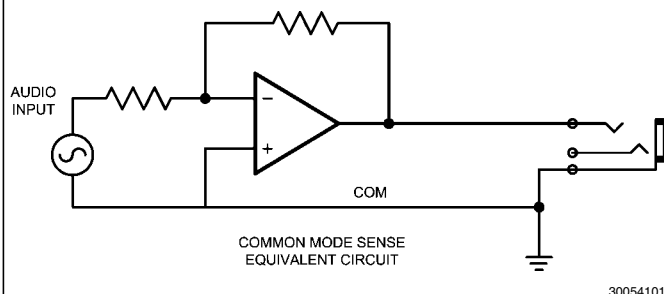 AUDIO
INPUT
−
+
COM
COMMON MODE SENSE
EQUIVALENT CIRCUIT
30054101